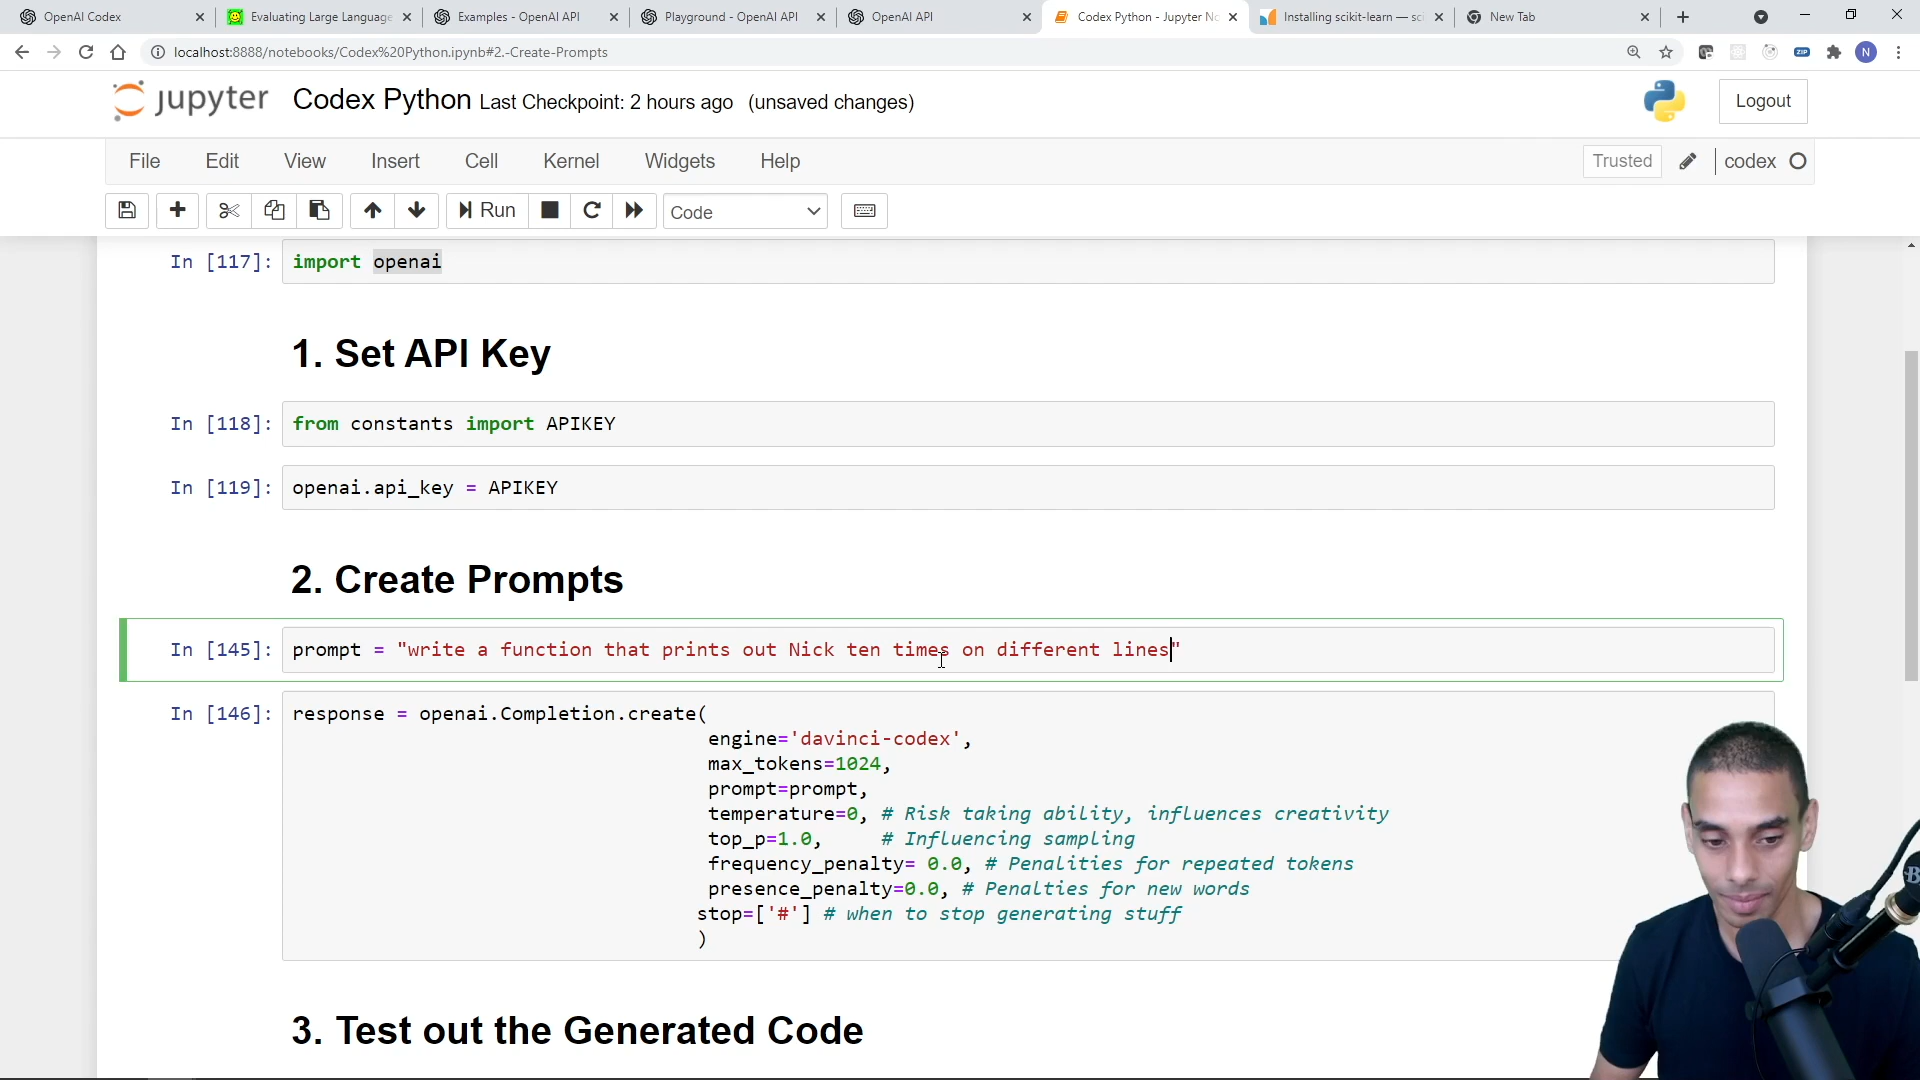 OpenAI Codex
Evaluating Large Language
Examples - OpenAI API
Playground - OpenAI API
OpenAI API
Codex Python - Jupyter No
Installing scikit-learn — sci
New Tab
localhost:8888/notebooks/Codex%20Python.ipynb#2.-Create-Prompts
ZIP
N
jupyter Codex Python Last Checkpoint: 2 hours ago (unsaved changes)
Logout
File Edit View Insert Cell Kernel Widgets Help
Trusted
codex
Run
Code
In [117]: import openai
1. Set API Key
In [118]: from constants import APIKEY
In [119]: openai.api_key = APIKEY
2. Create Prompts
In [145]: prompt = "write a function that prints out Nick ten times on different lines"
In [146]: response = openai.Completion.create(
engine='davinci-codex',
max_tokens=1024,
prompt=prompt,
temperature=0, # Risk taking ability, influences creativity
top_p=1.0, # Influencing sampling
frequency_penalty= 0.0, # Penalities for repeated tokens
presence_penalty=0.0, # Penalties for new words
stop=['#'] # when to stop generating stuff
)
3. Test out the Generated Code